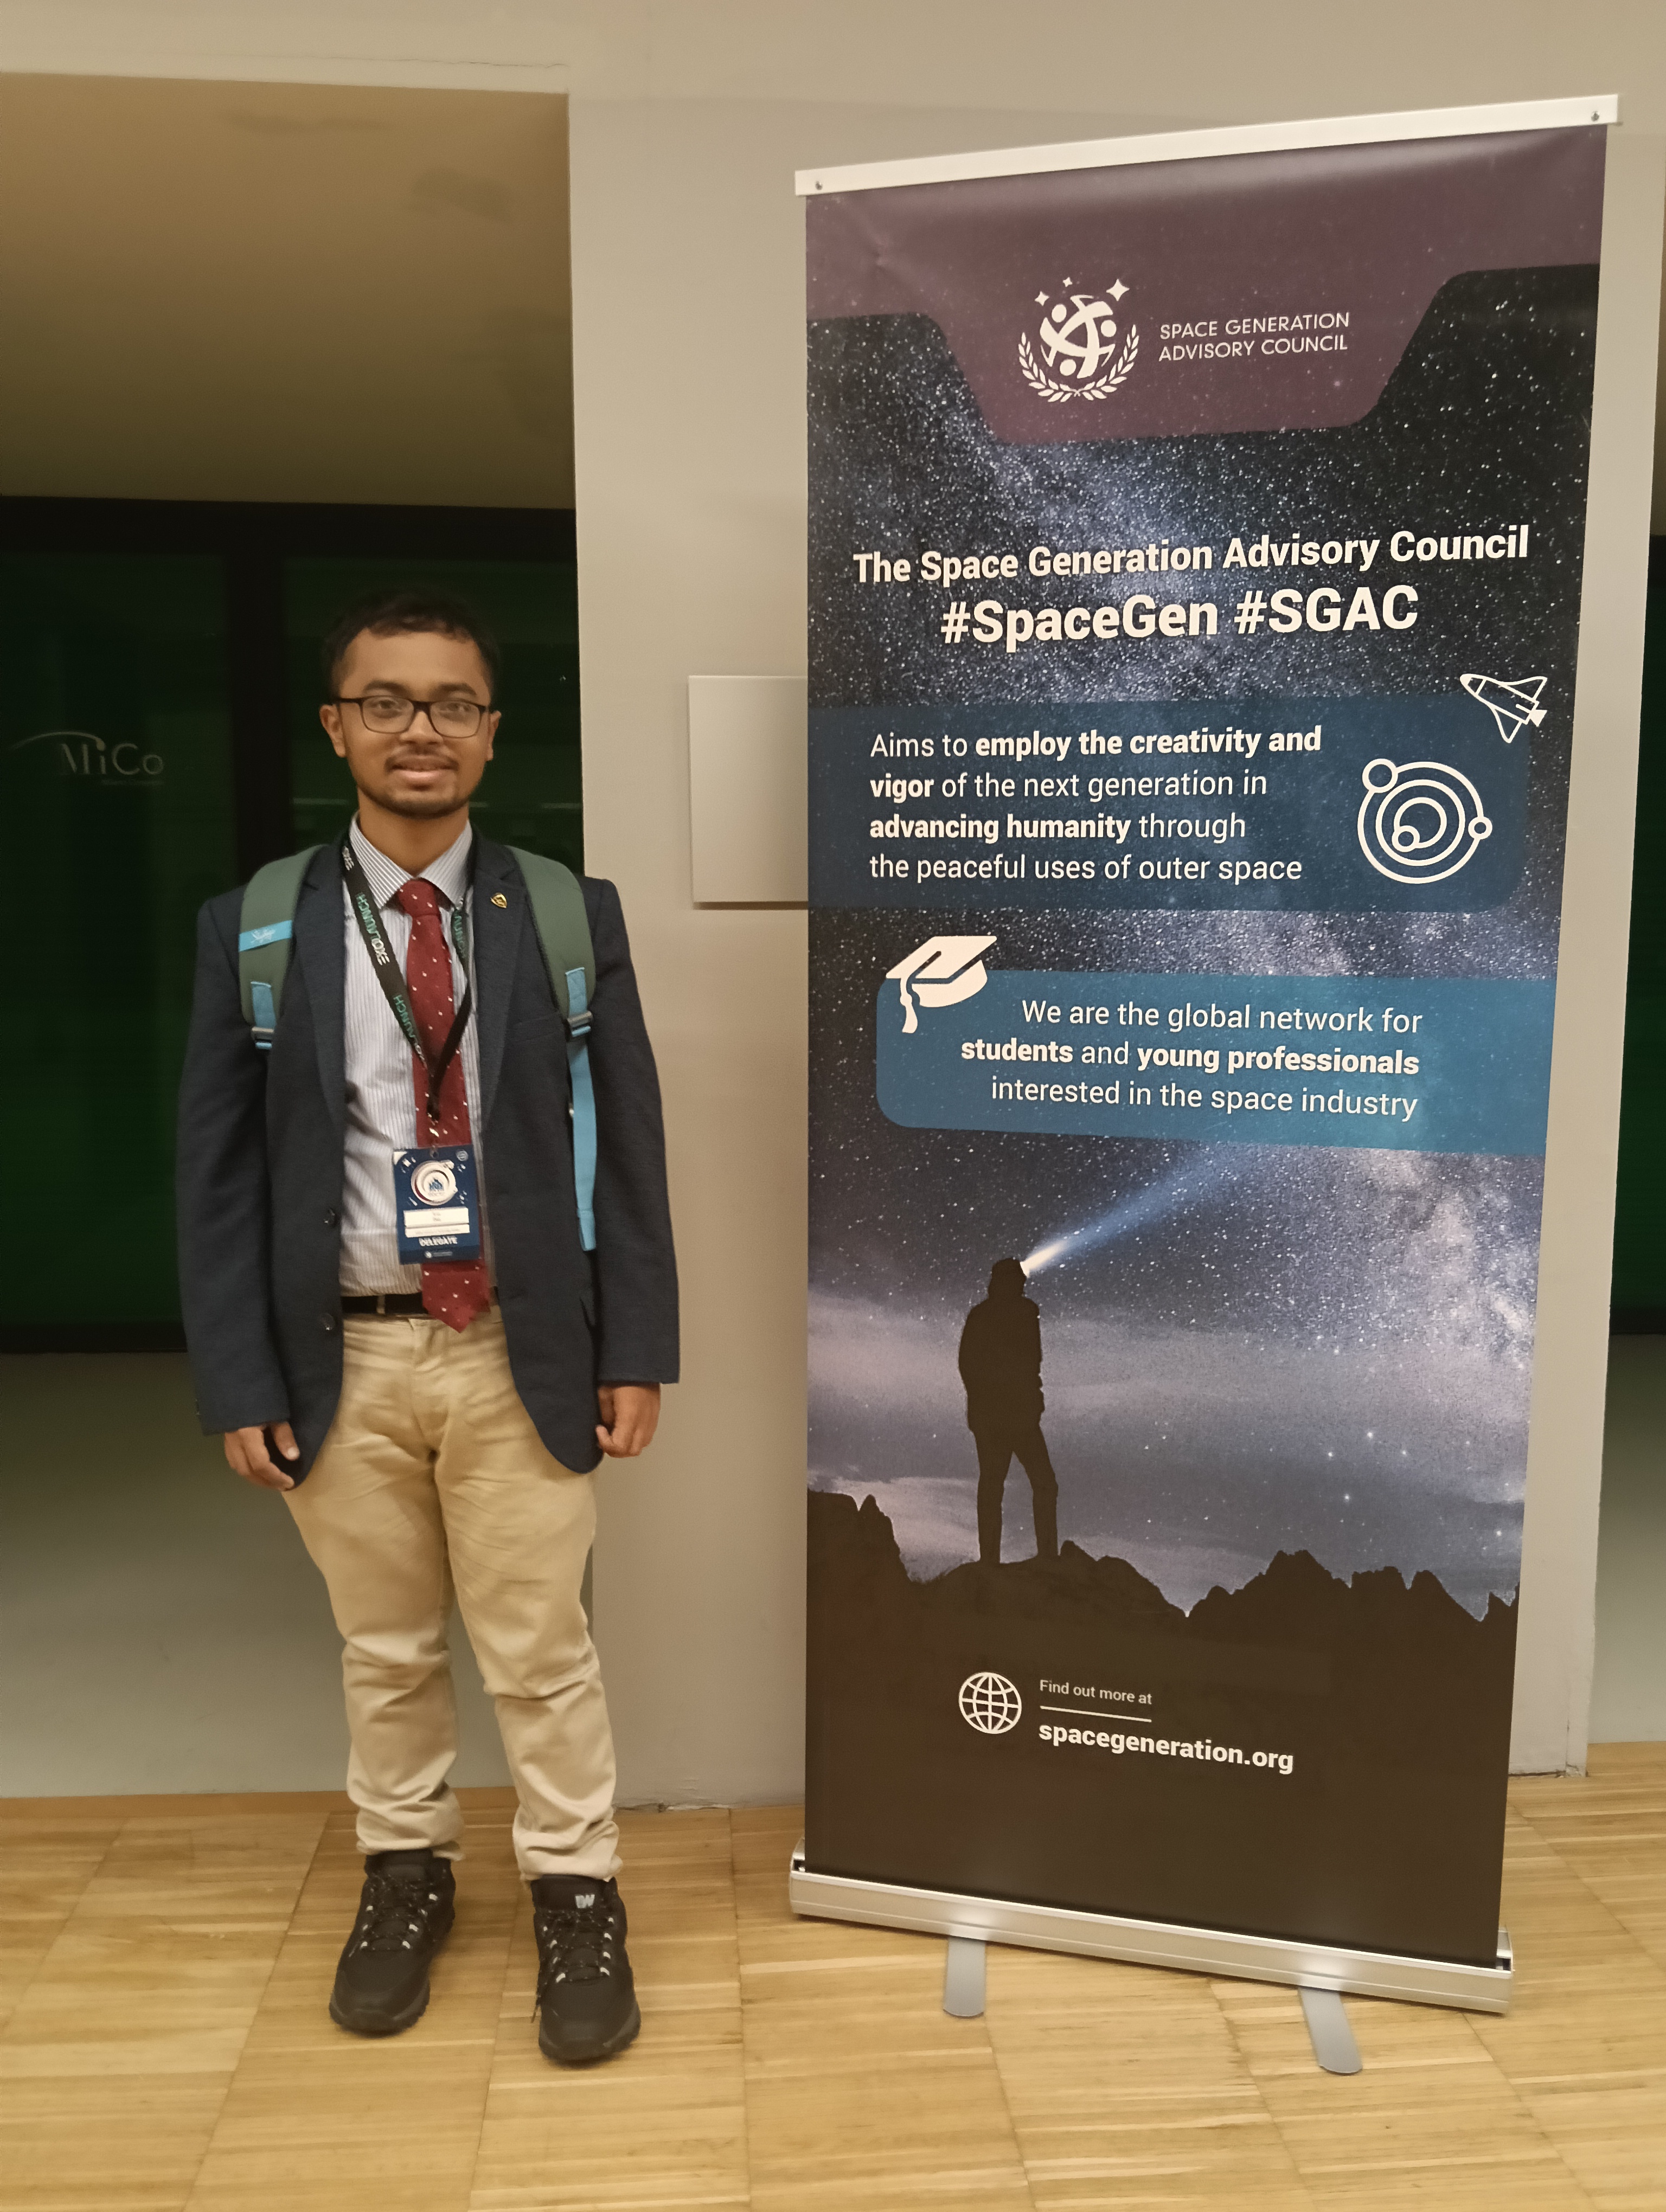 MiCo
SPACE GENERATION
ADVISORY COUNCIL
The Space Generation Advisory Council
#SpaceGen #SGAC
Aims to employ the creativity and
vigor of the next generation in
advancing humanity through
the peaceful uses of outer space
We are the global network for
students and young professionals
interested in the space industry
Find out more at
spacegeneration.org
EXOLAUNCH
DELEGATE